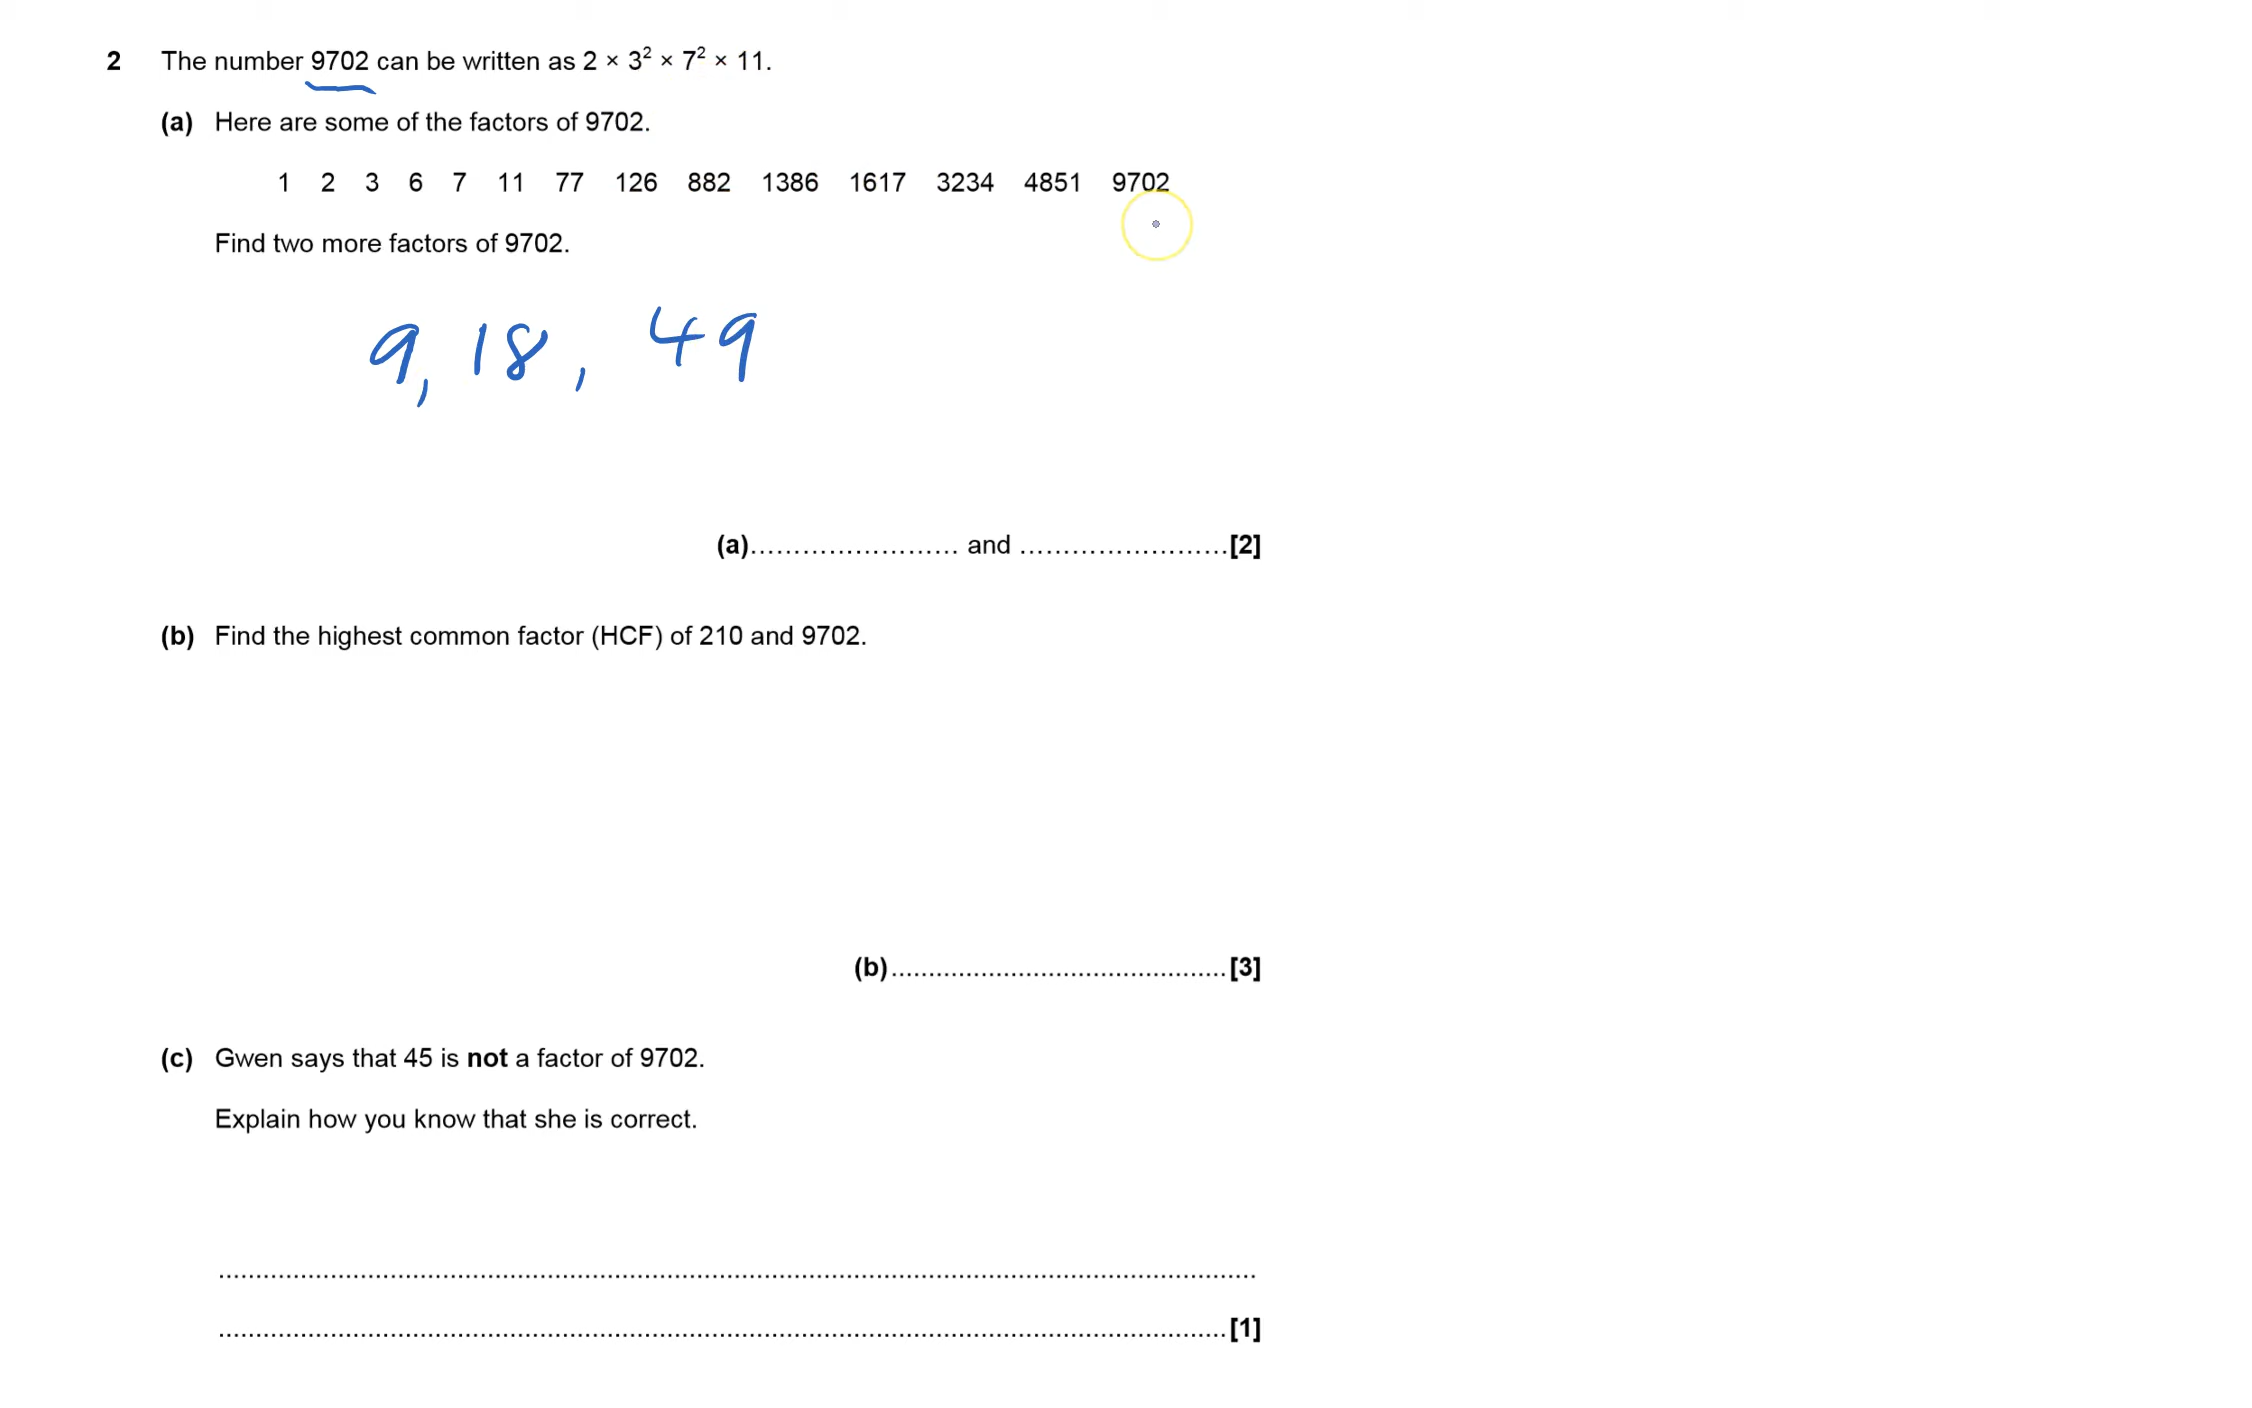 2 The number 9702 can be written as 2 × 3² × 7² × 11.
(a) Here are some of the factors of 9702.
1 2 3 6 7 11 77 126 882 1386 1617 3234 4851 9702
Find two more factors of 9702.
9, 18, 49
(a)........................ and ........................[2]
(b) Find the highest common factor (HCF) of 210 and 9702.
(b).............................................[3]
(c) Gwen says that 45 is not a factor of 9702.
Explain how you know that she is correct.
...........................................................................................................................................
.......................................................................................................................................[1]